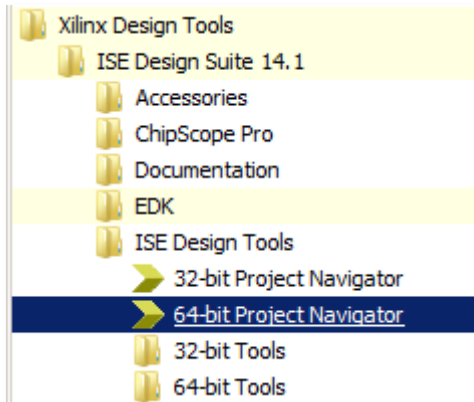 Xilinx Design Tools
ISE Design Suite 14.1
Accessories
ChipScope Pro
Documentation
EDK
ISE Design Tools
32-bit Project Navigator
64-bit Project Navigator
32-bit Tools
64-bit Tools